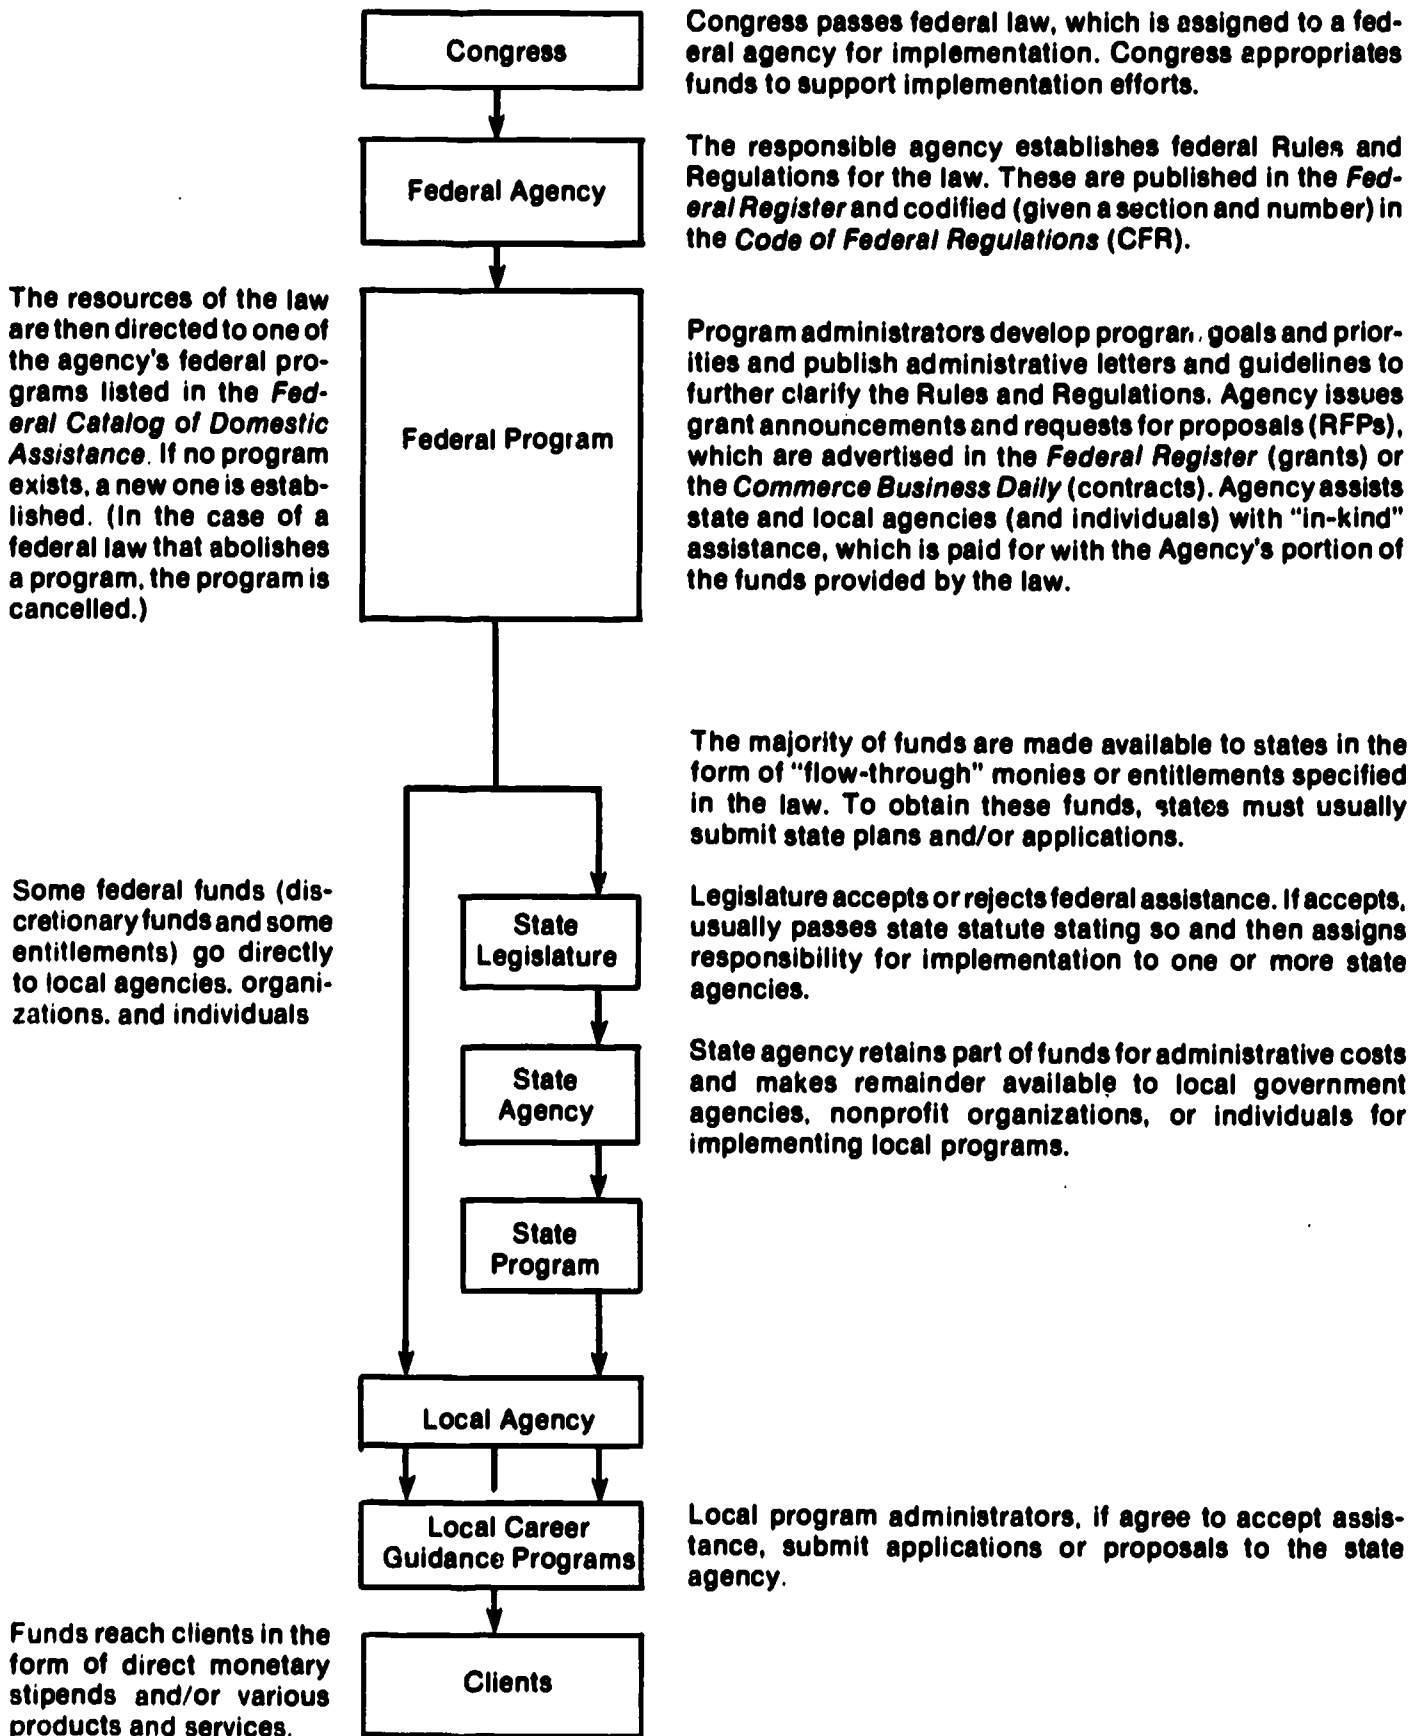 Congress
Congress passes federal law, which is assigned to a fed-
eral agency for implementation. Congress appropriates
funds to support implementation efforts.
Federal Agency
The responsible agency establishes federal Rules and
Regulations for the law. These are published in the Fed-
eral Register and codified (given a section and number) in
the Code of Federal Regulations (CFR).
The resources of the law
are then directed to one of
the agency's federal pro-
grams listed in the Fed-
eral Catalog of Domestic
Assistance. If no program
exists, a new one is estab-
lished. (In the case of a
federal law that abolishes
a program, the program is
cancelled.)
Federal Program
Program administrators develop program goals and prior-
ities and publish administrative letters and guidelines to
further clarify the Rules and Regulations. Agency issues
grant announcements and requests for proposals (RFPs),
which are advertised in the Federal Register (grants) or
the Commerce Business Daily (contracts). Agency assists
state and local agencies (and individuals) with "in-kind"
assistance, which is paid for with the Agency's portion of
the funds provided by the law.
The majority of funds are made available to states in the
form of "flow-through" monies or entitlements specified
in the law. To obtain these funds, states must usually
submit state plans and/or applications.
Some federal funds (dis-
cretionary funds and some
entitlements) go directly
to local agencies, organi-
zations, and individuals
State
Legislature
Legislature accepts or rejects federal assistance. If accepts,
usually passes state statute stating so and then assigns
responsibility for implementation to one or more state
agencies.
State
Agency
State agency retains part of funds for administrative costs
and makes remainder available to local government
agencies, nonprofit organizations, or individuals for
implementing local programs.
State
Program
Local Agency
Local Career
Guidance Programs
Local program administrators, if agree to accept assis-
tance, submit applications or proposals to the state
agency.
Funds reach clients in the
form of direct monetary
stipends and/or various
products and services.
Clients